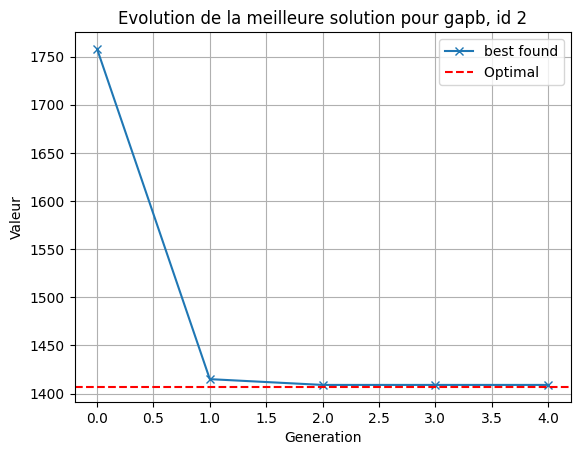 Evolution de la meilleure solution pour gapb, id 2
best found
Optimal
1750
1700
1650
1600
1550
1500
1450
1400
Valeur
0.0 0.5 1.0 1.5 2.0 2.5 3.0 3.5 4.0
Generation